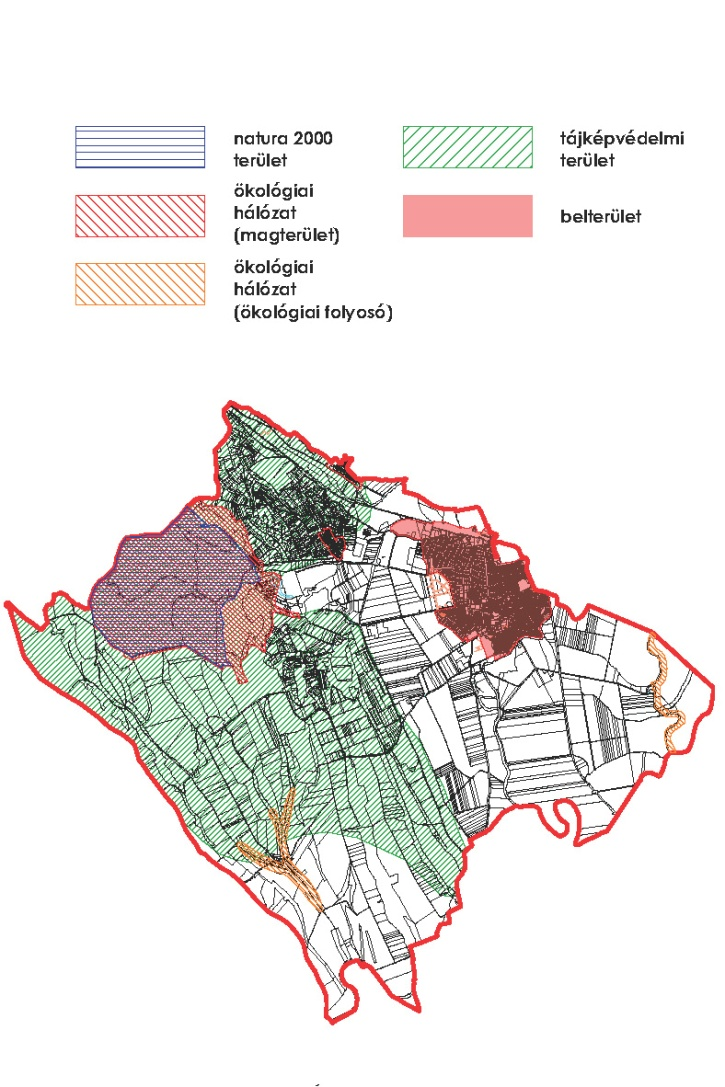 natura 2000
terület
ökológiai
hálózat
(magterület)
ökológiai
hálózat
(ökológiai folyosó)
tájképvédelmi
terület
belterület